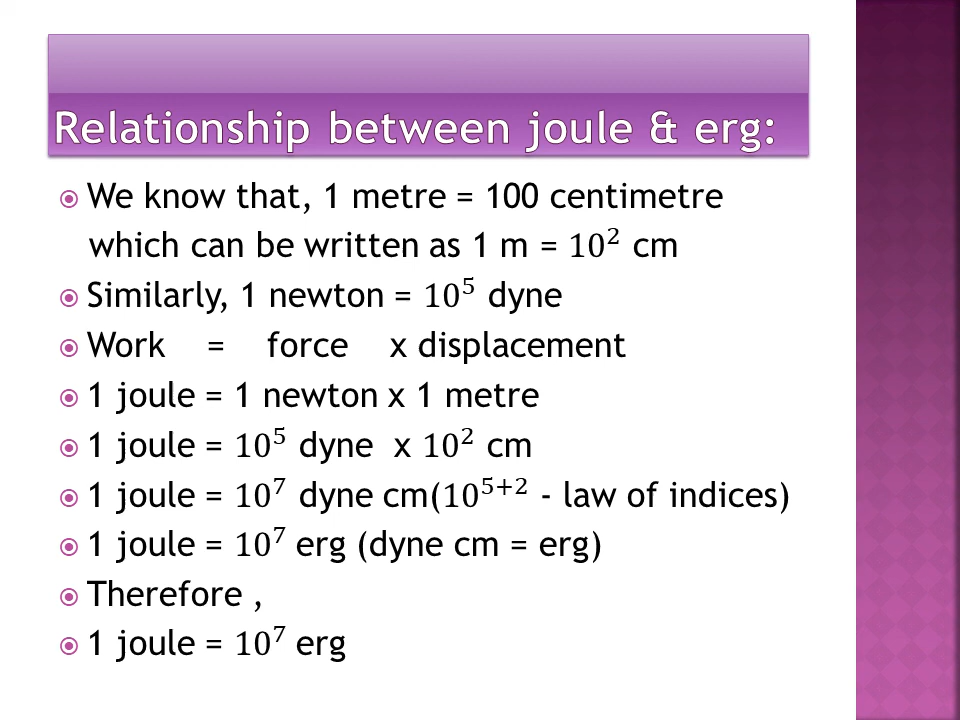 Relationship between joule & erg:
We know that, 1 metre = 100 centimetre
which can be written as 1 m = 10² cm
Similarly, 1 newton = 10⁵ dyne
Work = force x displacement
1 joule = 1 newton x 1 metre
1 joule = 10⁵ dyne x 10² cm
1 joule = 10⁷ dyne cm(10⁵⁺² - law of indices)
1 joule = 10⁷ erg (dyne cm = erg)
Therefore ,
1 joule = 10⁷ erg